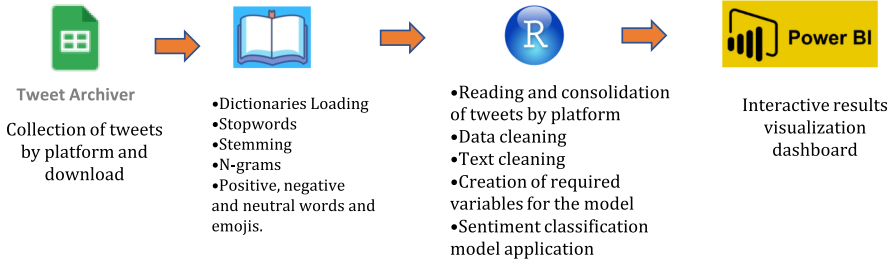 Tweet Archiver
Collection of tweets
by platform and
download
•Dictionaries Loading
•Stopwords
•Stemming
•N-grams
•Positive, negative
and neutral words and
emojis.
R
•Reading and consolidation
of tweets by platform
•Data cleaning
•Text cleaning
•Creation of required
variables for the model
•Sentiment classification
model application
Power BI
Interactive results
visualization
dashboard